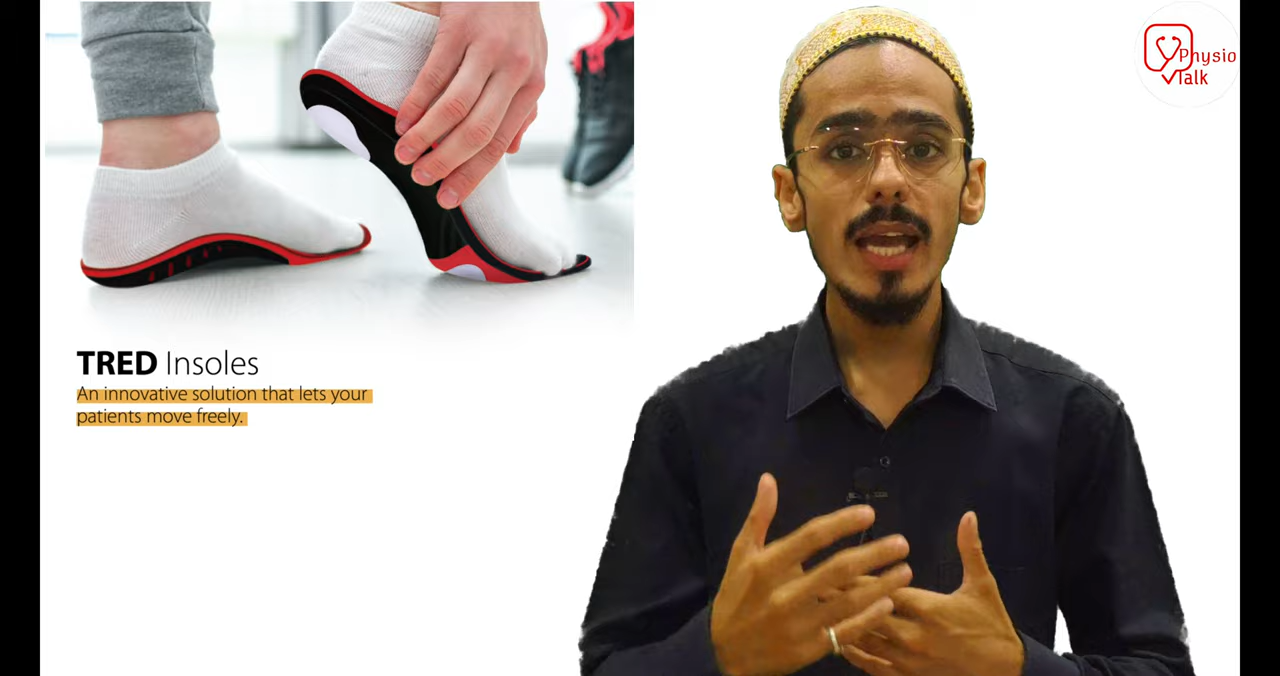 TRED Insoles
An innovative solution that lets your
patients move freely.
Physio
Talk